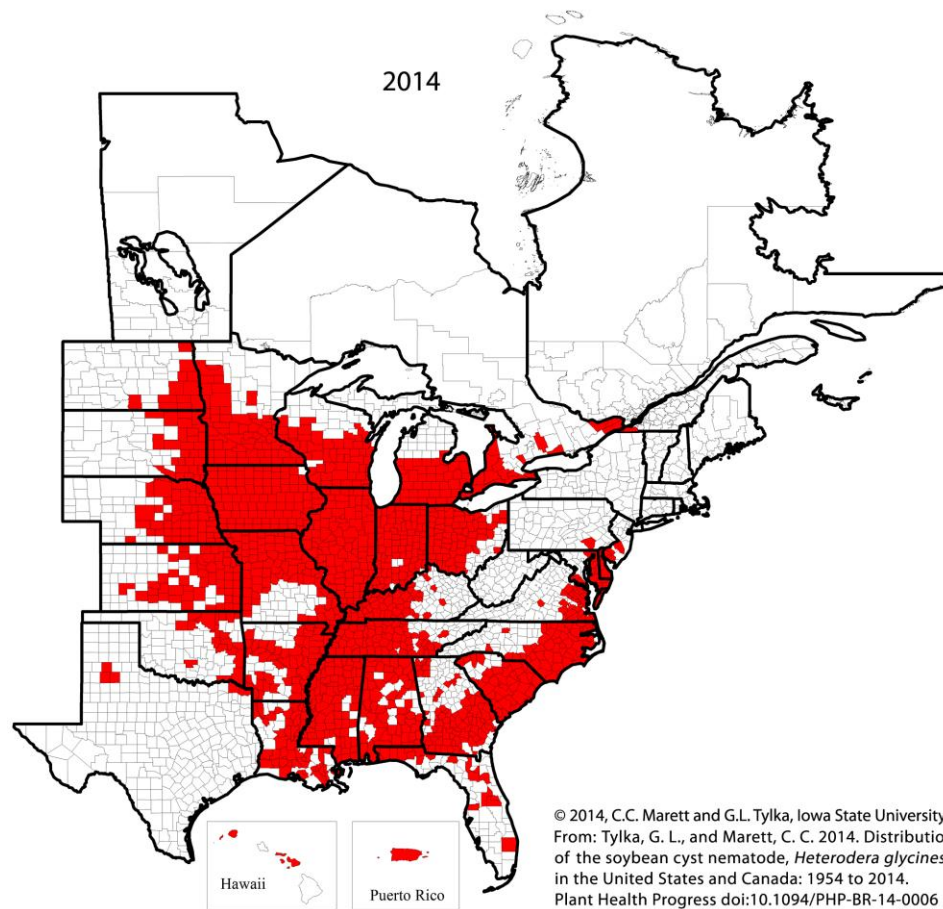 2014
Hawaii
Puerto Rico
© 2014, C.C. Marett and G.L. Tylka, Iowa State University
From: Tylka, G. L., and Marett, C. C. 2014. Distributio
of the soybean cyst nematode, Heterodera glycines
in the United States and Canada: 1954 to 2014.
Plant Health Progress doi:10.1094/PHP-BR-14-0006